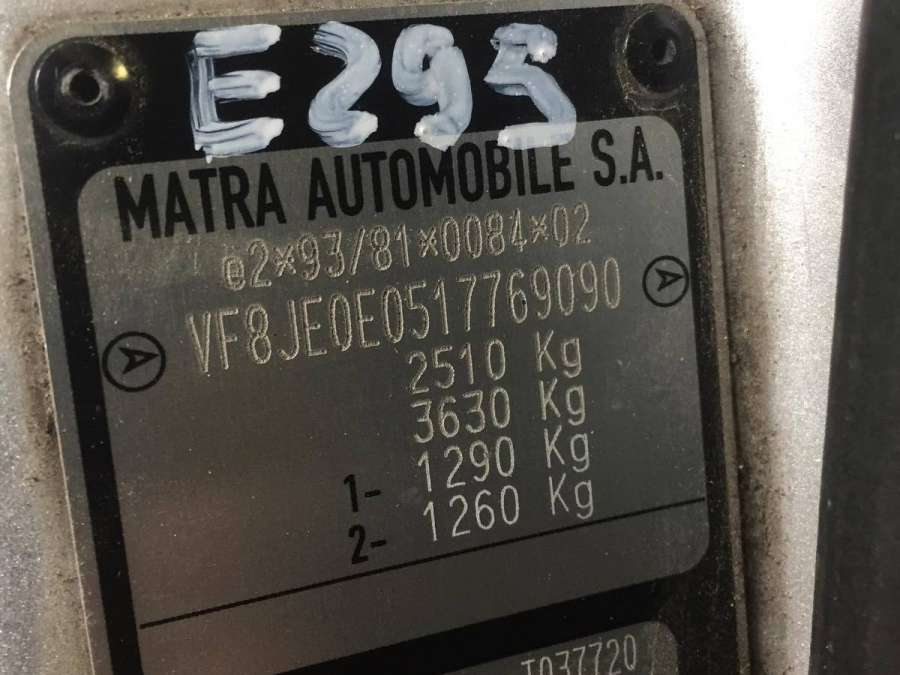 E295
MATRA AUTOMOBILE S.A.
e2*93/81*0084*02
VF8JE0E0517769090
2510 Kg
3630 Kg
1- 1290 Kg
2- 1260 Kg
T037720